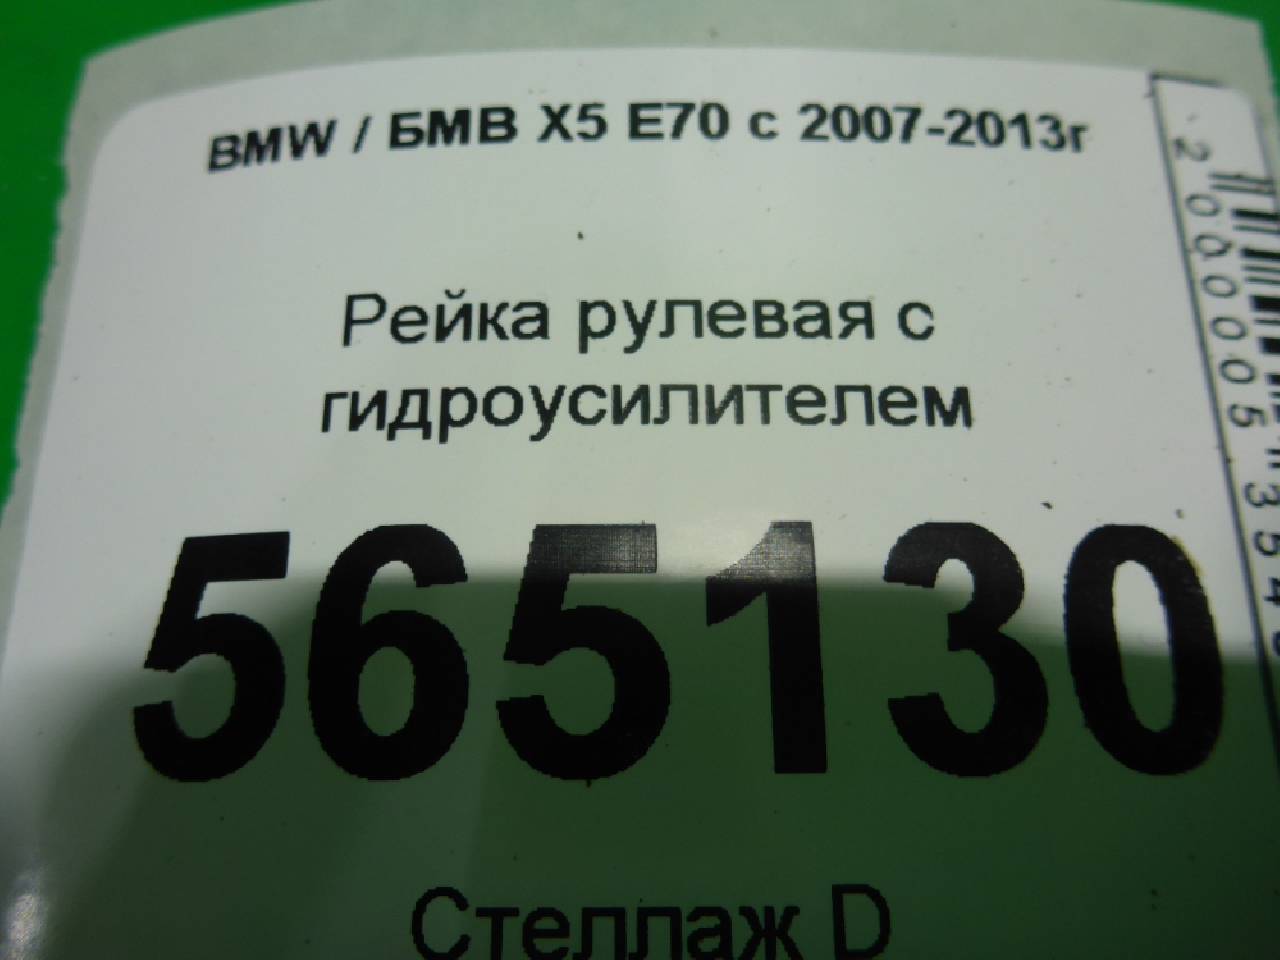 BMW / БМВ X5 E70 с 2007-2013г
Рейка рулевая с
гидроусилителем
565130
Стеллаж D